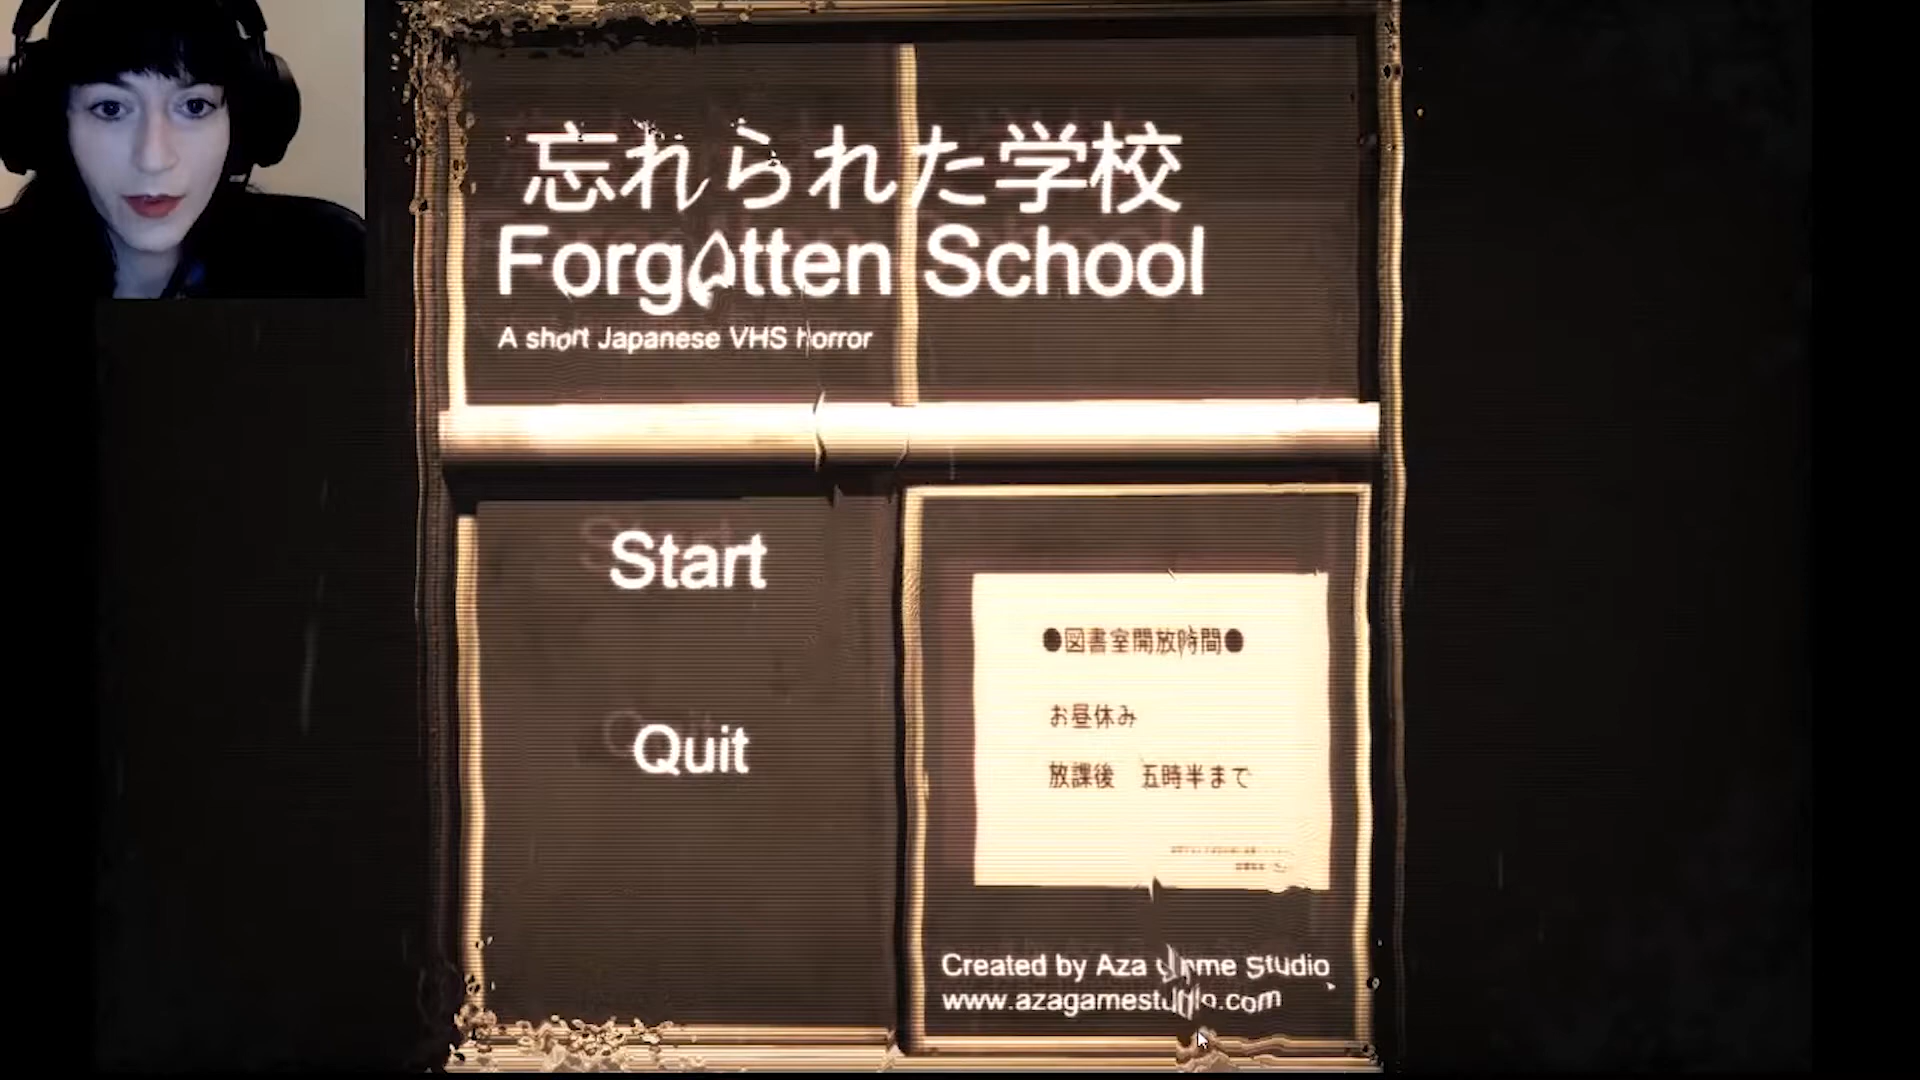 忘れられた学校
Forgotten School
A short Japanese VHS horror
Start
Quit
●図書室開放時間●
お昼休み
放課後　五時半まで
Created by Aza Game Studio
www.azagamestudio.com